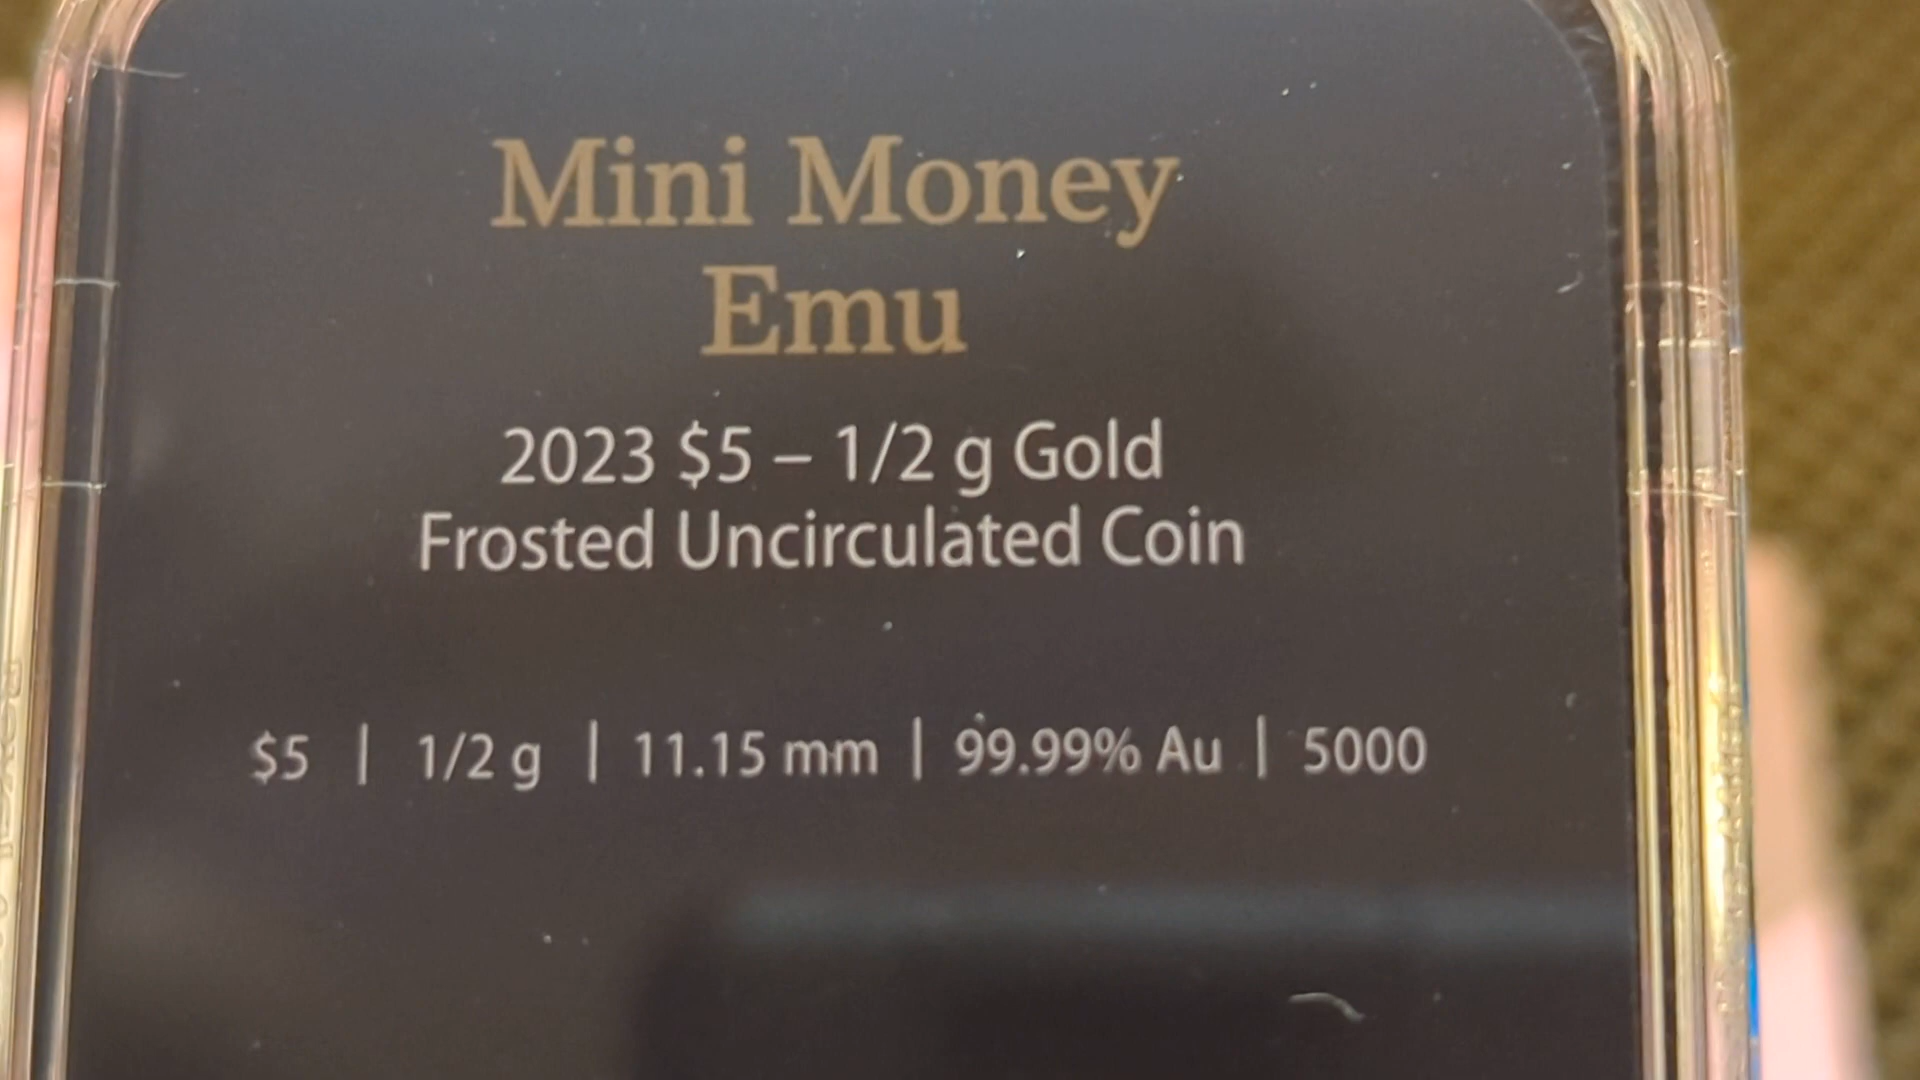 Mini Money
Emu
2023 $5 – 1/2 g Gold
Frosted Uncirculated Coin
$5 | 1/2 g | 11.15 mm | 99.99% Au | 5000